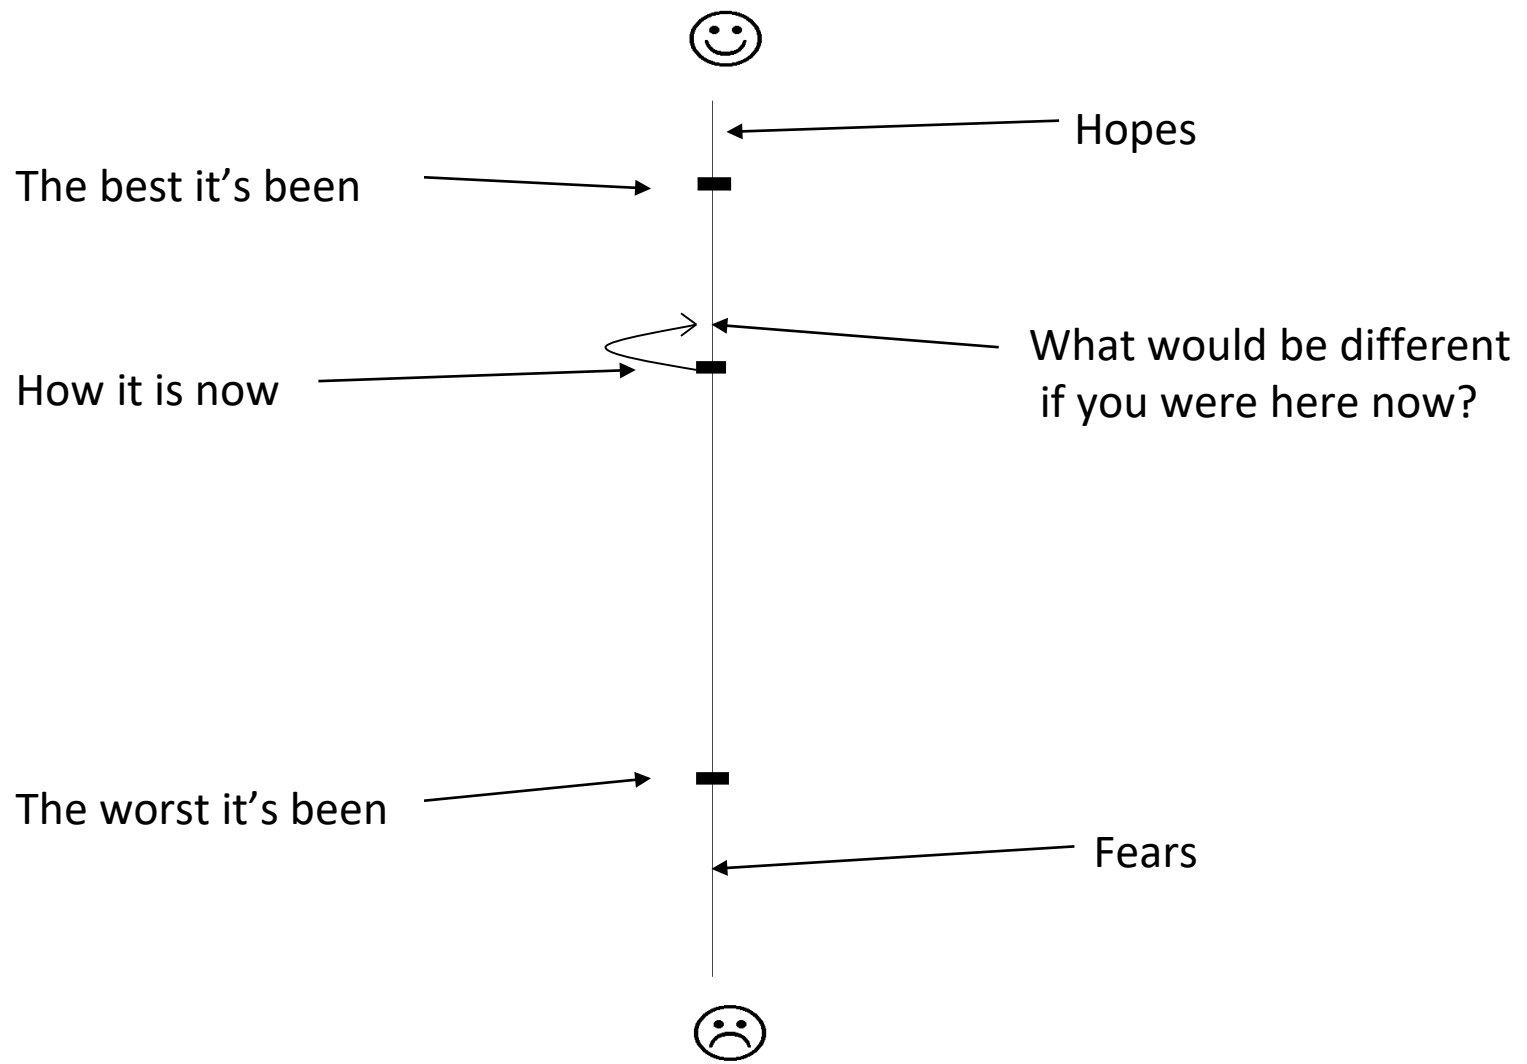 Hopes
The best it’s been
What would be different
if you were here now?
How it is now
The worst it’s been
Fears